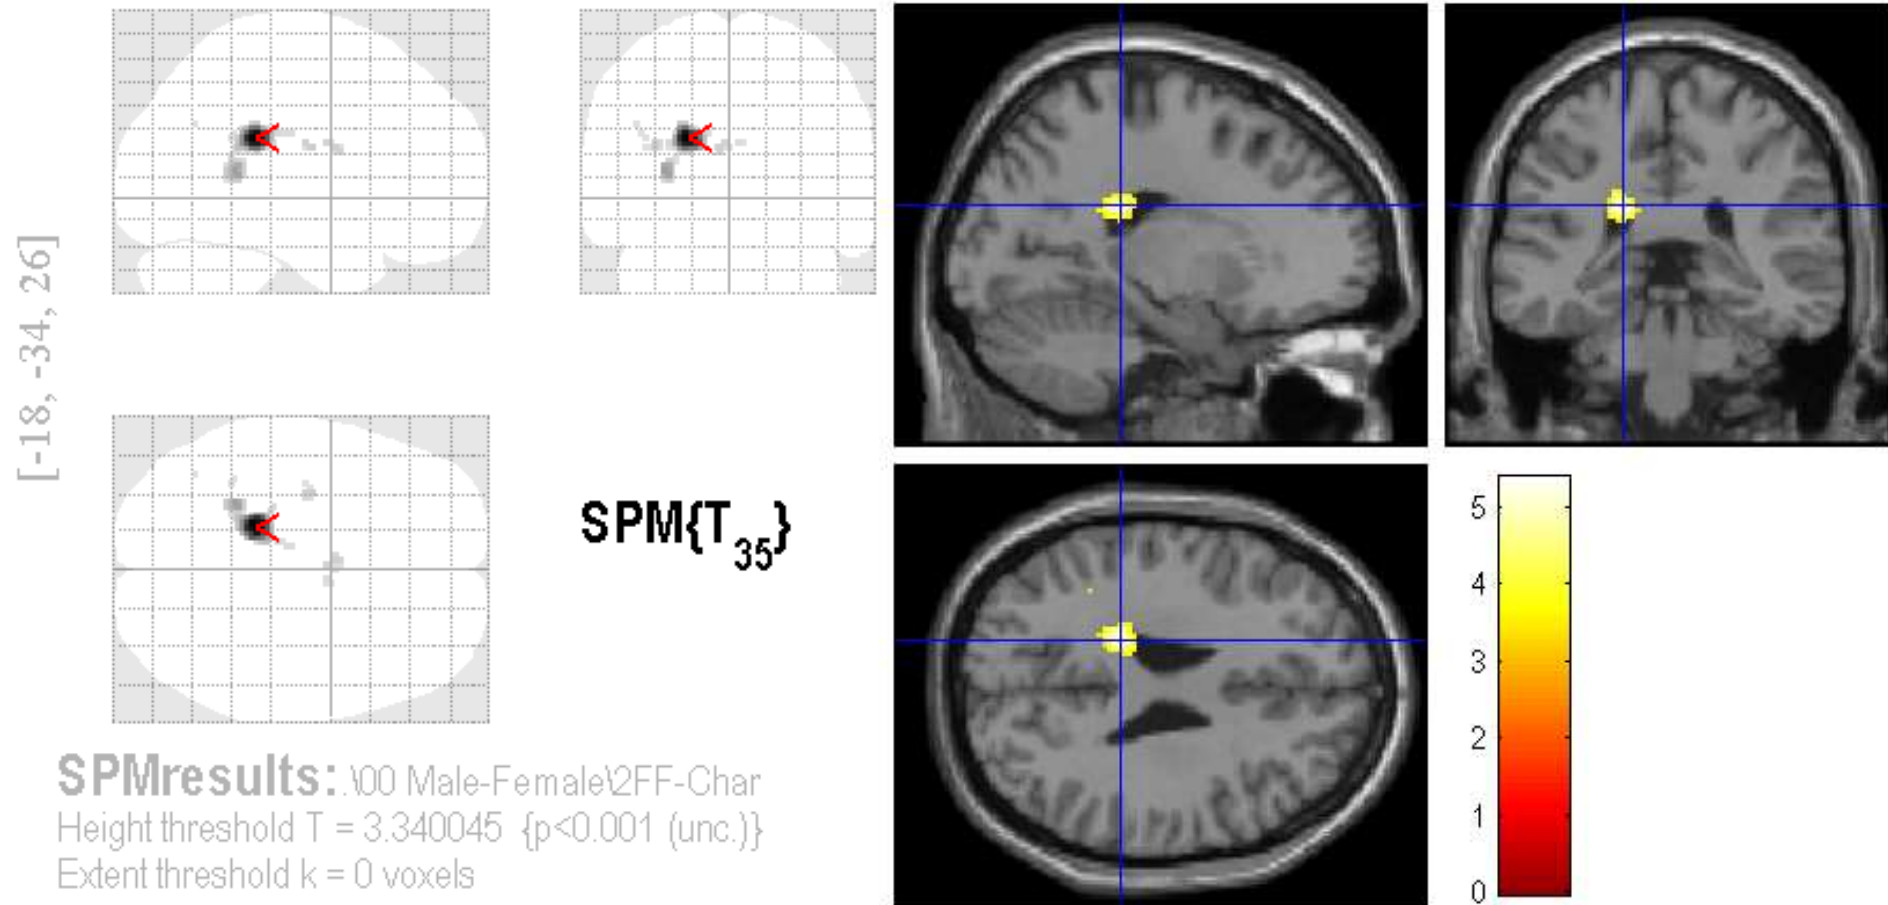 [-18, -34, 26]
<
<
<
SPM{T35}
SPMresults: .\00 Male-Female\2FF-Char
Height threshold T = 3.340045 {p<0.001 (unc.)}
Extent threshold k = 0 voxels
5
4
3
2
1
0